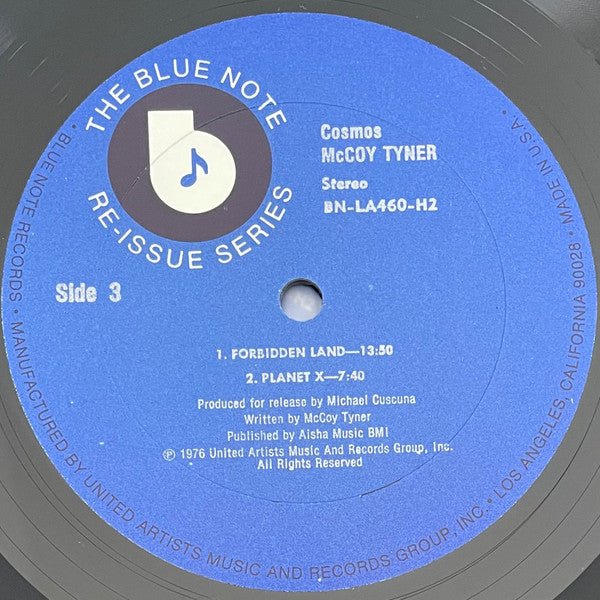 THE BLUE NOTE
RE-ISSUE SERIES
b
Cosmos
McCOY TYNER
Stereo
BN-LA460-H2
Side 3
1. FORBIDDEN LAND—13:50
2. PLANET X—7:40
Produced for release by Michael Cuscuna
Written by McCoy Tyner
Published by Aisha Music BMI
℗ 1976 United Artists Music And Records Group, Inc.
All Rights Reserved
• BLUE NOTE RECORDS • MANUFACTURED BY UNITED ARTISTS MUSIC AND RECORDS GROUP, INC. • LOS ANGELES, CALIFORNIA 90028 • MADE IN U.S.A. •